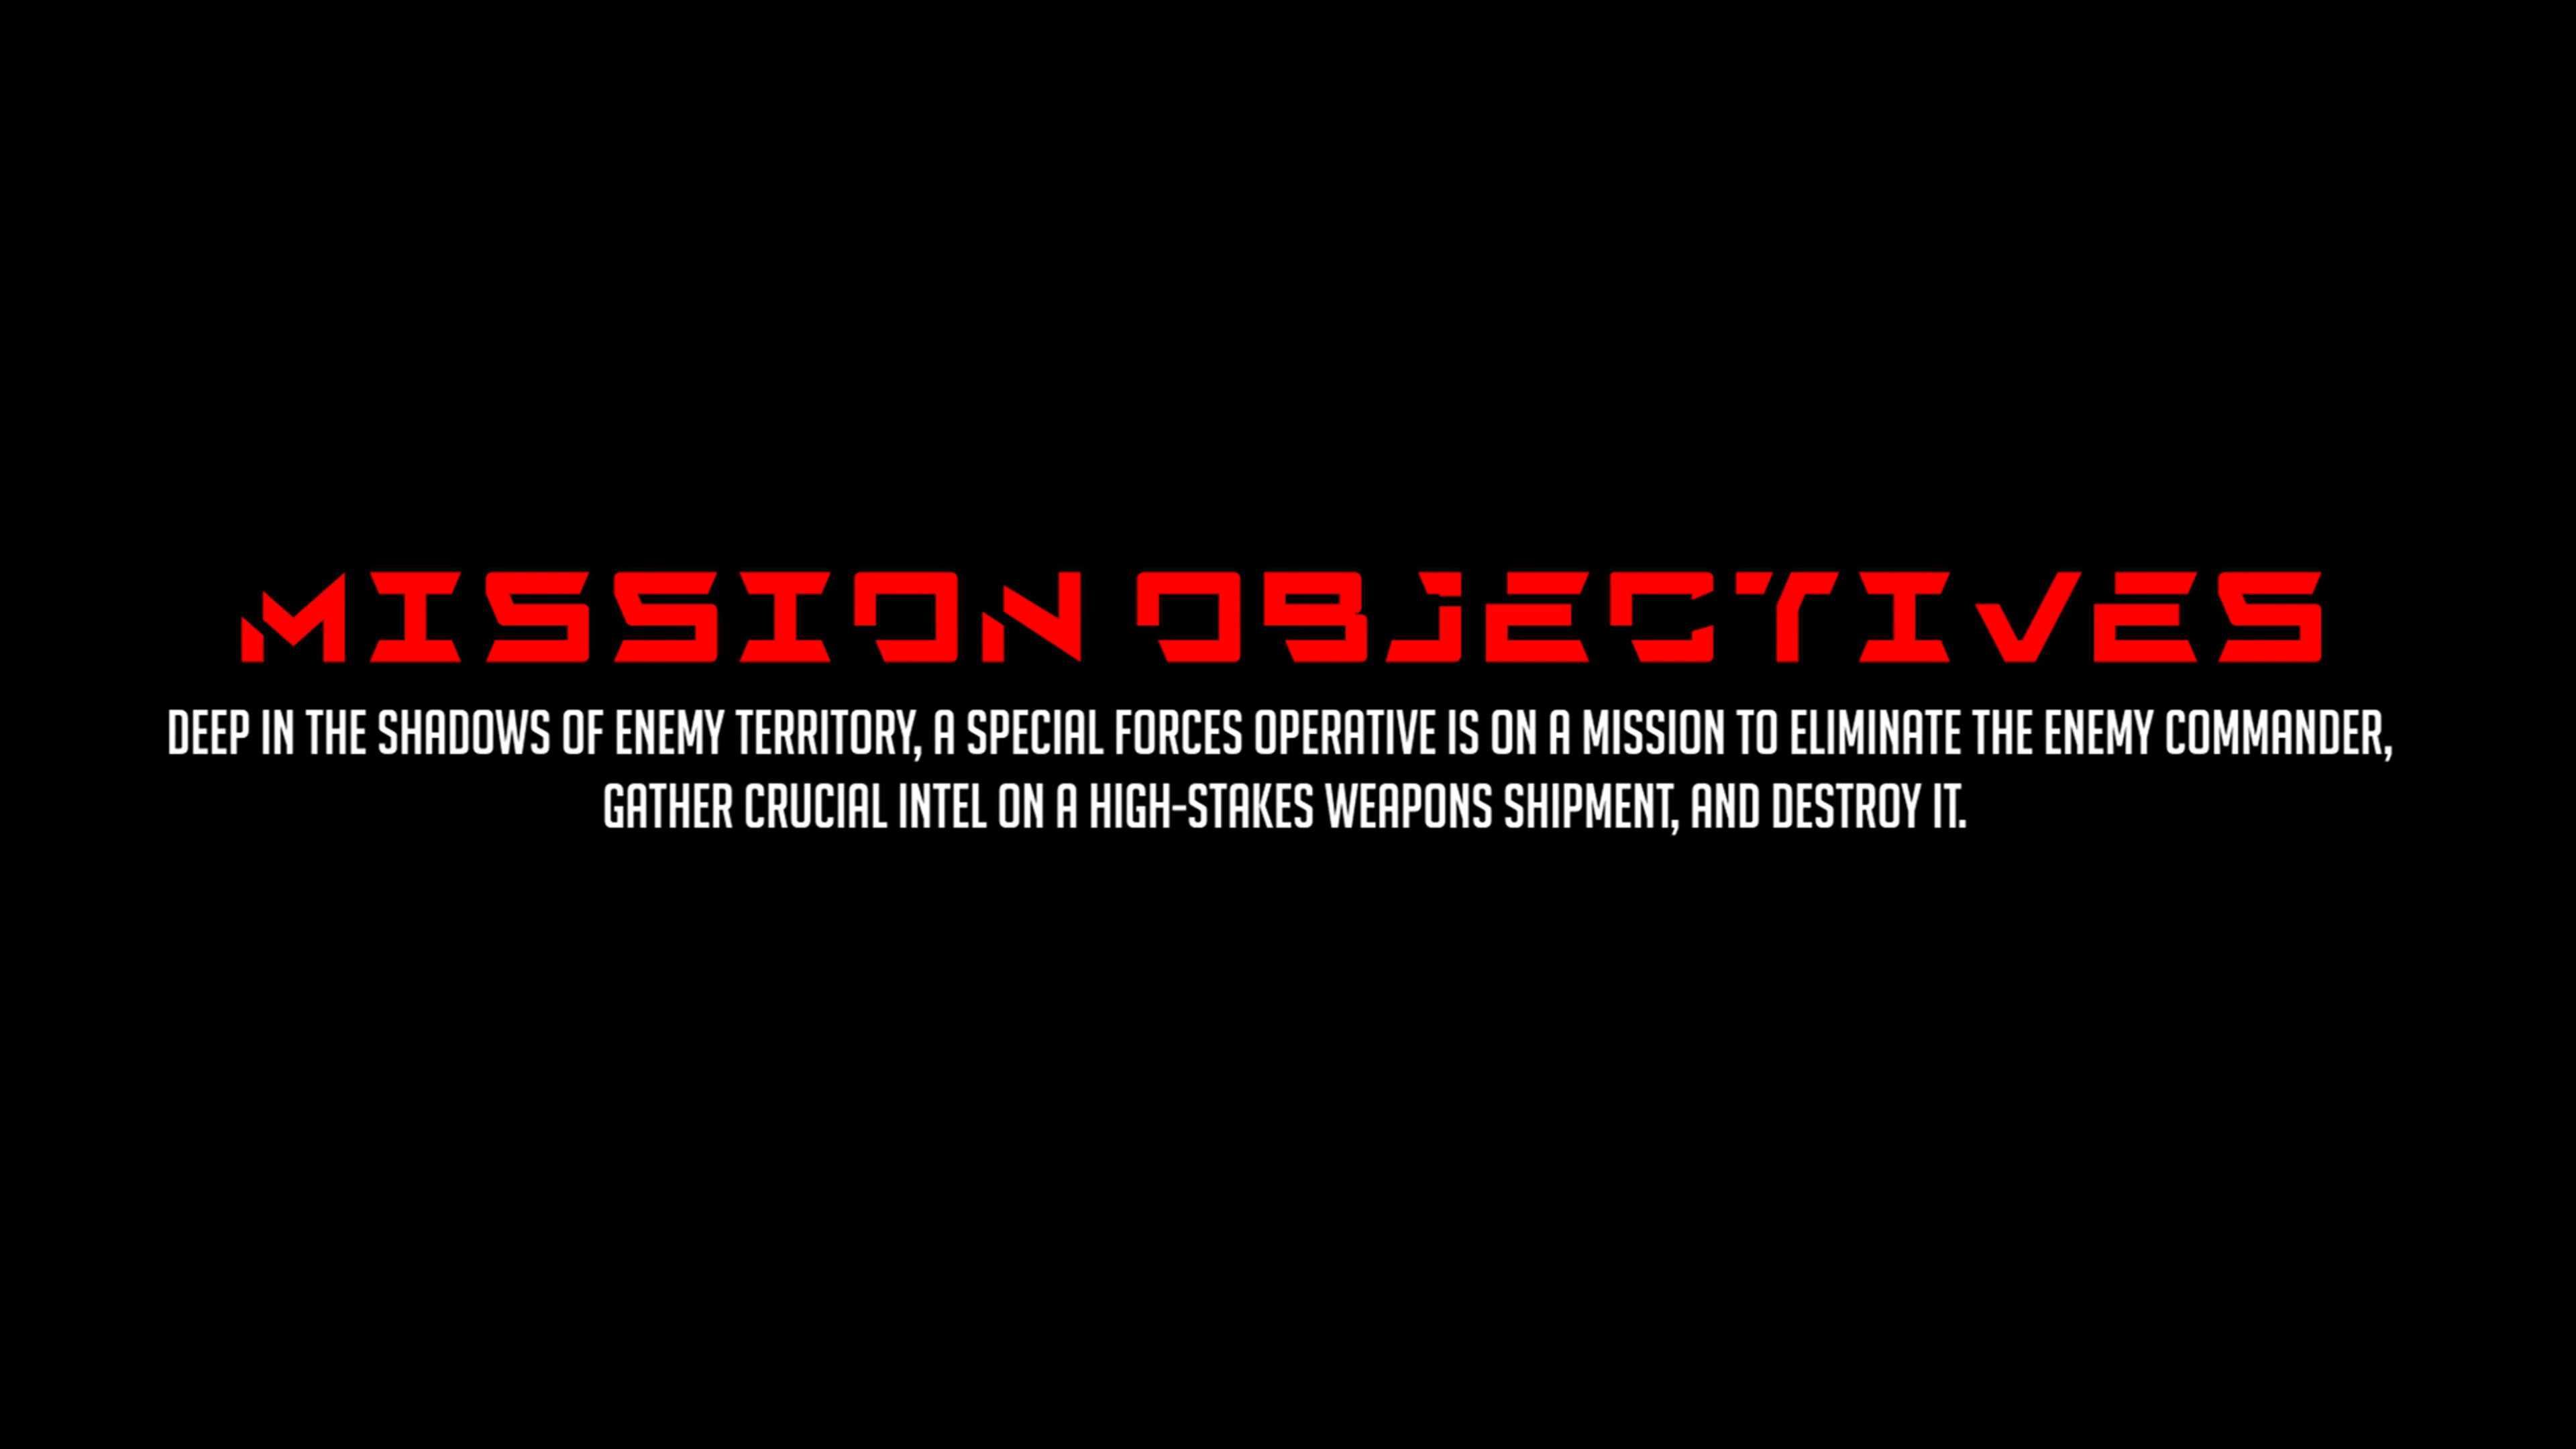 MISSION OBJECTIVES
DEEP IN THE SHADOWS OF ENEMY TERRITORY, A SPECIAL FORCES OPERATIVE IS ON A MISSION TO ELIMINATE THE ENEMY COMMANDER,
GATHER CRUCIAL INTEL ON A HIGH-STAKES WEAPONS SHIPMENT, AND DESTROY IT.